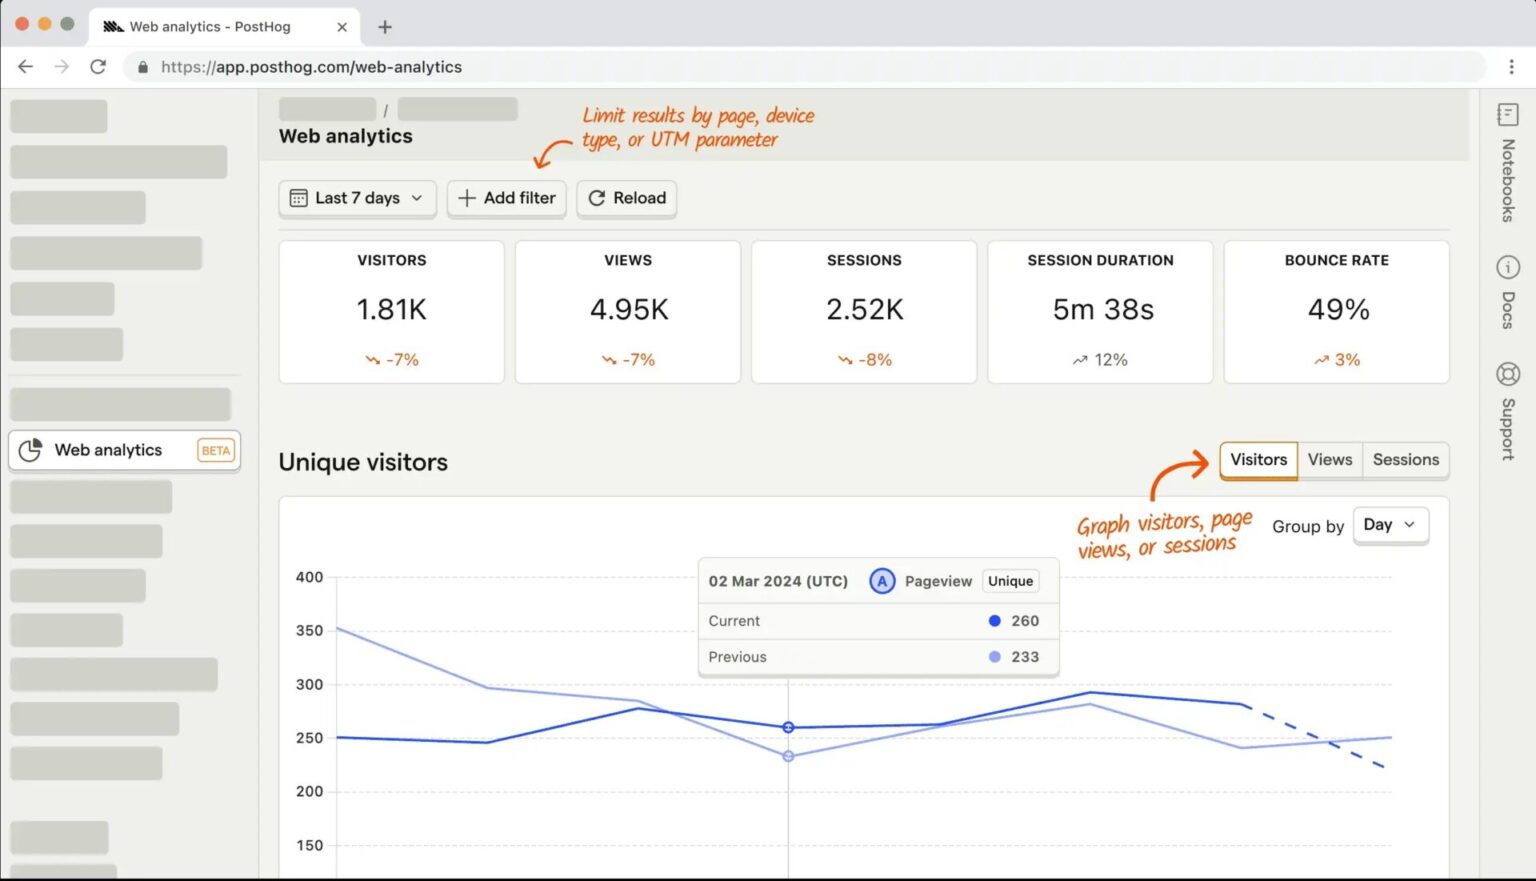 Web analytics - PostHog
https://app.posthog.com/web-analytics
/
Web analytics
Limit results by page, device
type, or UTM parameter
Last 7 days
Add filter
Reload
VISITORS
1.81K
-7%
VIEWS
4.95K
-7%
SESSIONS
2.52K
-8%
SESSION DURATION
5m 38s
12%
BOUNCE RATE
49%
3%
Web analytics
BETA
Unique visitors
Visitors
Views
Sessions
Graph visitors, page
views, or sessions
Group by
Day
02 Mar 2024 (UTC) A Pageview Unique
Current 260
Previous 233
400
350
300
250
200
150
Notebooks
Docs
Support